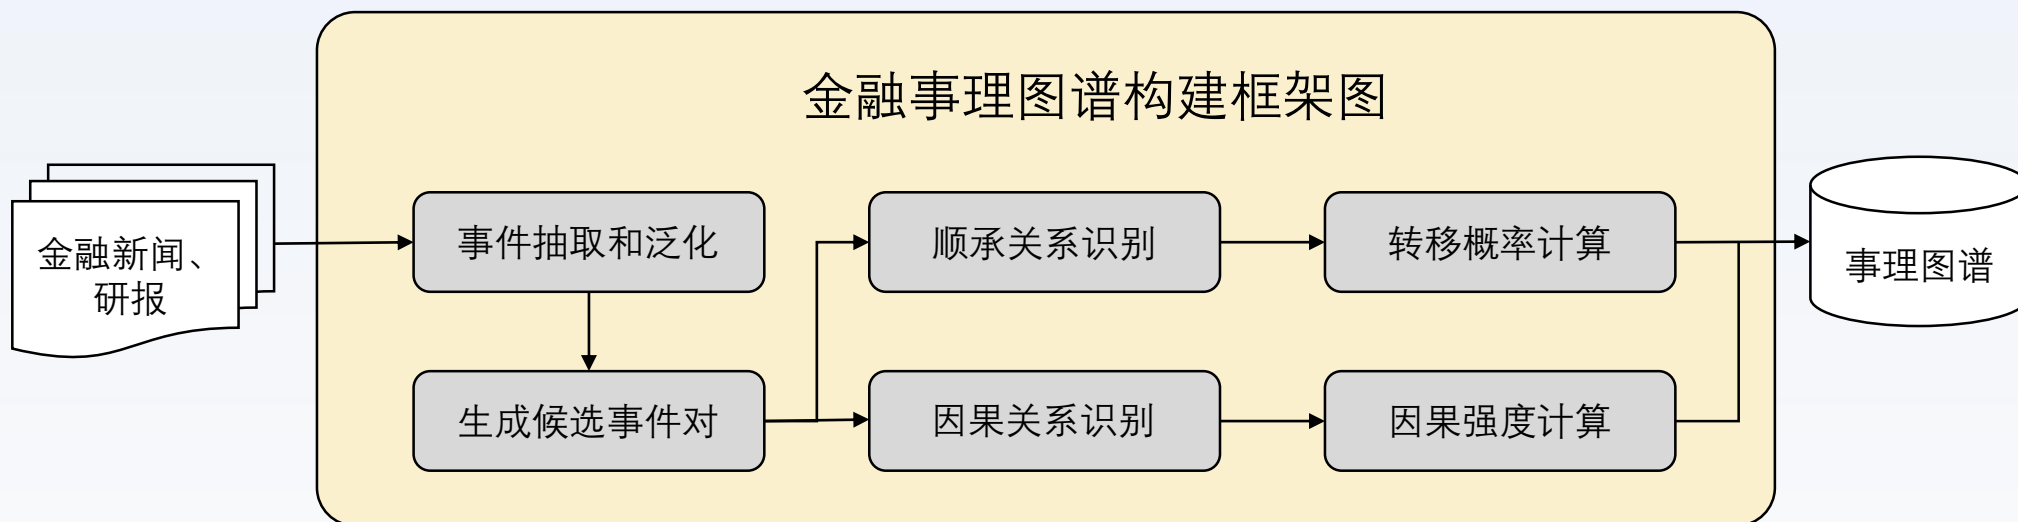 金融事理图谱构建框架图
金融新闻、
研报
事件抽取和泛化
顺承关系识别
转移概率计算
事理图谱
生成候选事件对
因果关系识别
因果强度计算